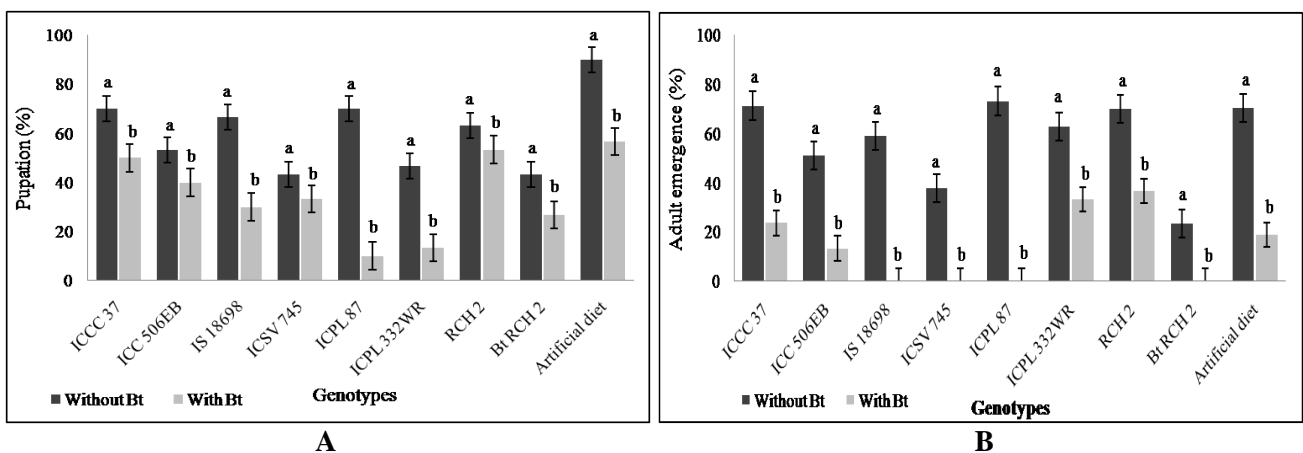 100
80
60
40
20
0
Pupation (%)
a
b
a
b
a
b
a
b
a
b
a
b
a
b
a
b
a
b
ICCC 37
ICC 506EB
IS 18698
ICSV 745
ICPL 87
ICPL 332WR
RCH 2
Bt RCH 2
Artificial diet
Without Bt
With Bt
Genotypes
A
100
80
60
40
20
0
Adult emergence (%)
a
b
a
b
a
b
a
b
a
b
a
b
a
b
a
b
a
b
ICCC 37
ICC 506EB
IS 18698
ICSV 745
ICPL 87
ICPL 332WR
RCH 2
Bt RCH 2
Artificial diet
Without Bt
With Bt
Genotypes
B